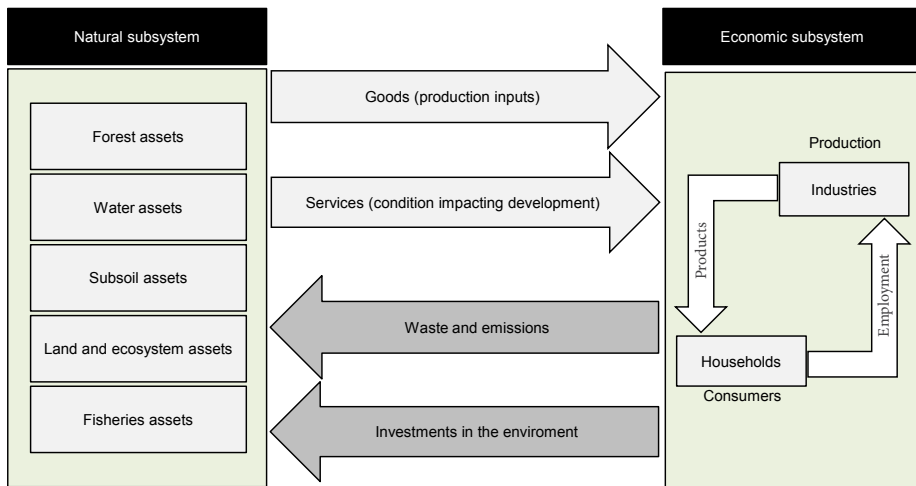 Natural subsystem
Economic subsystem
Goods (production inputs)
Forest assets
Production
Water assets
Services (condition impacting development)
Industries
Products
Employment
Subsoil assets
Waste and emissions
Land and ecosystem assets
Households
Consumers
Fisheries assets
Investments in the enviroment